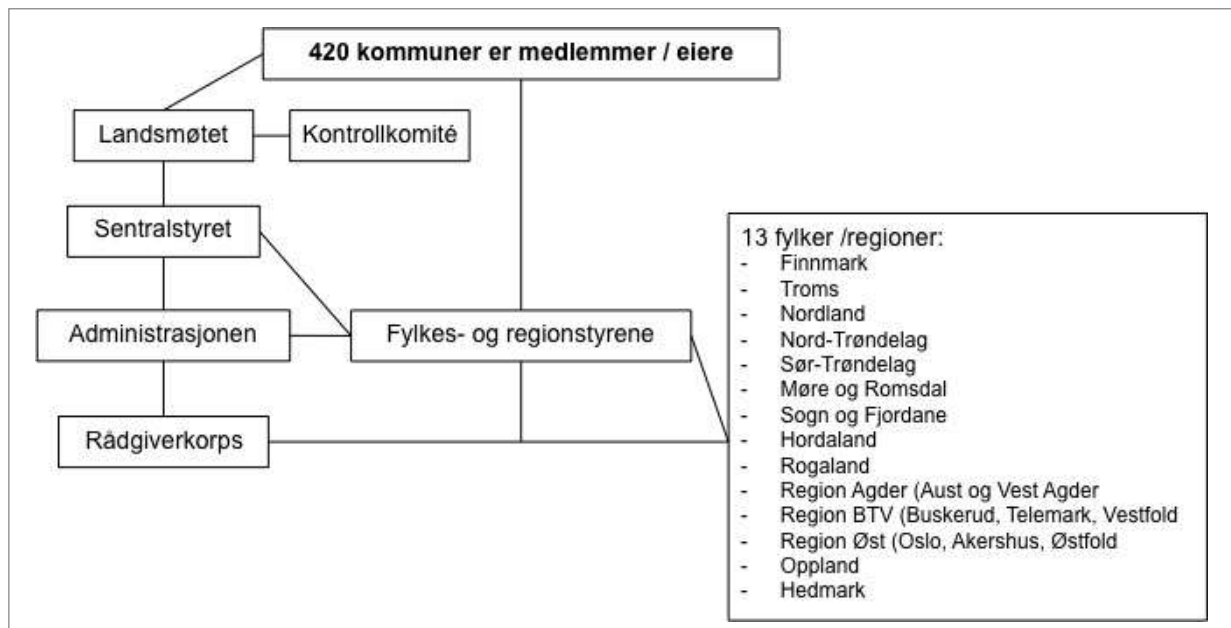 420 kommuner er medlemmer / eiere
Landsmøtet
Kontrollkomité
Sentralstyret
Administrasjonen
Fylkes- og regionstyrene
Rådgiverkorps
13 fylker /regioner:
- Finnmark
- Troms
- Nordland
- Nord-Trøndelag
- Sør-Trøndelag
- Møre og Romsdal
- Sogn og Fjordane
- Hordaland
- Rogaland
- Region Agder (Aust og Vest Agder
- Region BTV (Buskerud, Telemark, Vestfold
- Region Øst (Oslo, Akershus, Østfold
- Oppland
- Hedmark